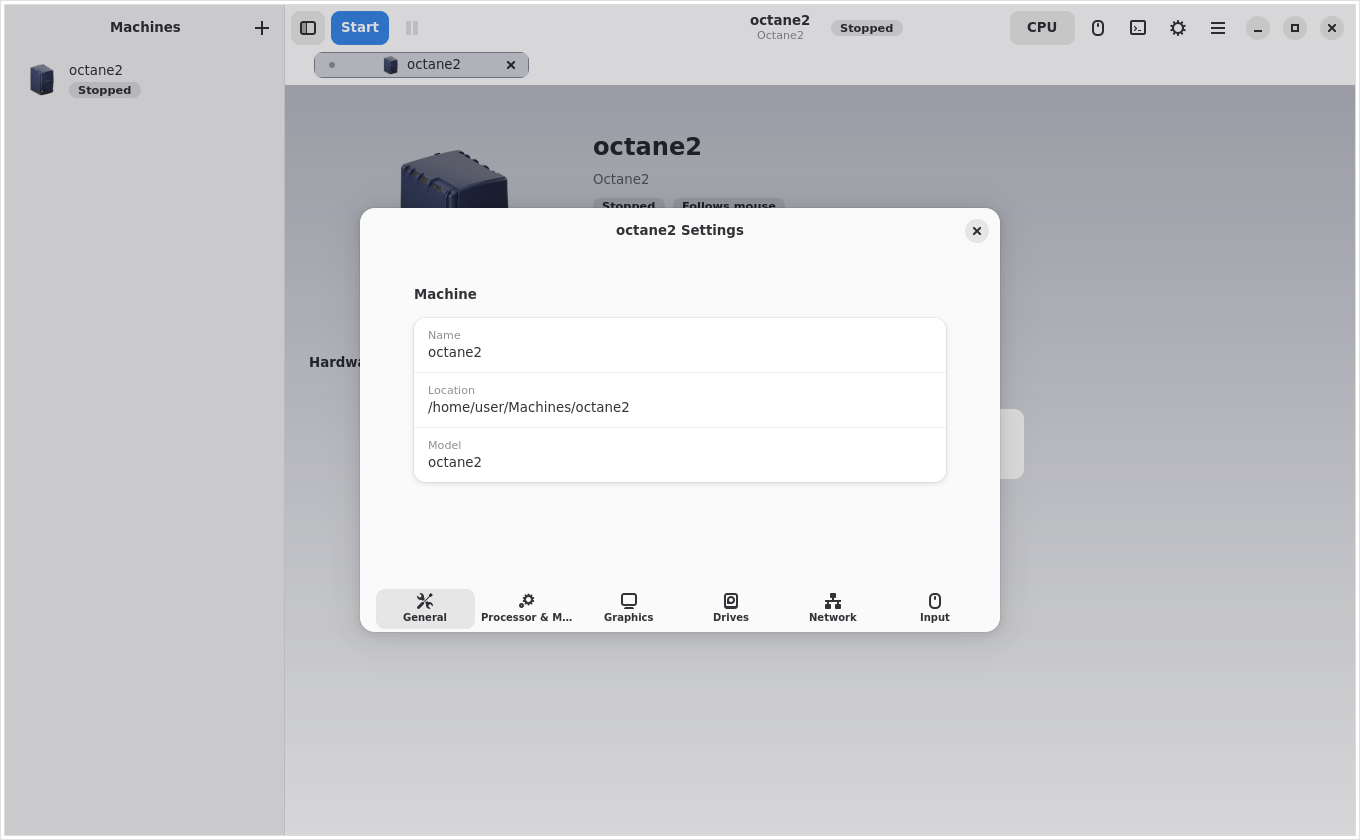 Machines
Start
octane2
Octane2
Stopped
CPU
octane2
Stopped
octane2
octane2
Octane2
Stopped
Follows mouse
octane2 Settings
Machine
Name
octane2
Location
/home/user/Machines/octane2
Model
octane2
General
Processor & M...
Graphics
Drives
Network
Input